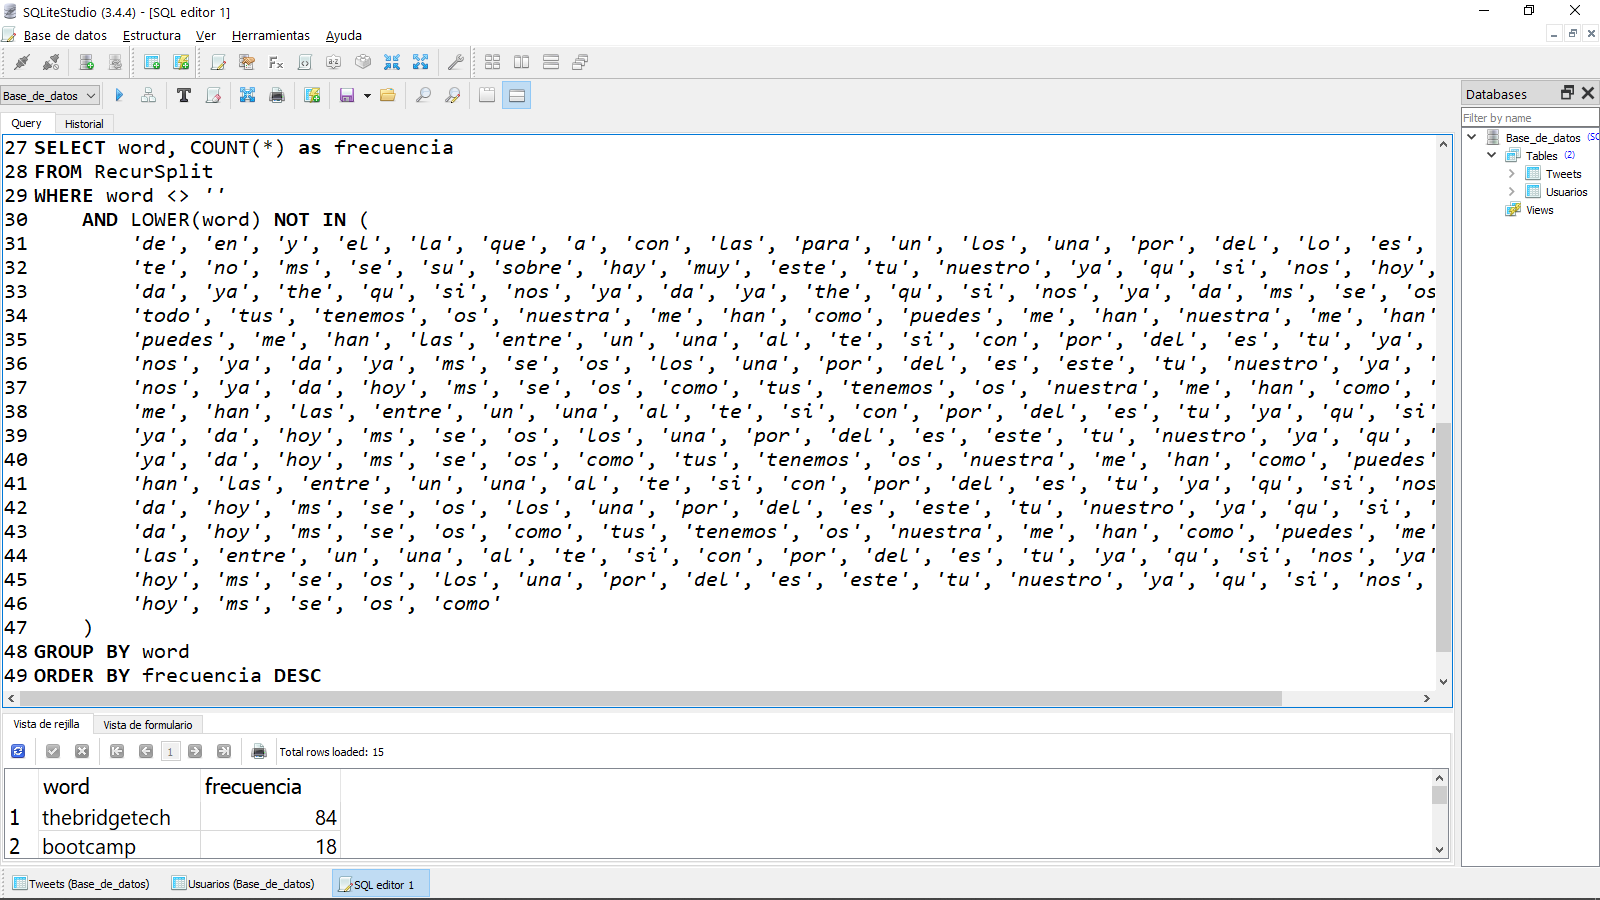 SQLiteStudio (3.4.4) - [SQL editor 1]
Base de datos Estructura Ver Herramientas Ayuda
Base_de_datos
Query Historial
27 SELECT word, COUNT(*) as frecuencia
28 FROM RecurSplit
29 WHERE word <> ''
30 AND LOWER(word) NOT IN (
31 'de', 'en', 'y', 'el', 'la', 'que', 'a', 'con', 'las', 'para', 'un', 'los', 'una', 'por', 'del', 'lo', 'es',
32 'te', 'no', 'ms', 'se', 'su', 'sobre', 'hay', 'muy', 'este', 'tu', 'nuestro', 'ya', 'qu', 'si', 'nos', 'hoy',
33 'da', 'ya', 'the', 'qu', 'si', 'nos', 'ya', 'da', 'ya', 'the', 'qu', 'si', 'nos', 'ya', 'da', 'ms', 'se', 'os
34 'todo', 'tus', 'tenemos', 'os', 'nuestra', 'me', 'han', 'como', 'puedes', 'me', 'han', 'nuestra', 'me', 'han'
35 'puedes', 'me', 'han', 'las', 'entre', 'un', 'una', 'al', 'te', 'si', 'con', 'por', 'del', 'es', 'tu', 'ya',
36 'nos', 'ya', 'da', 'ya', 'ms', 'se', 'os', 'los', 'una', 'por', 'del', 'es', 'este', 'tu', 'nuestro', 'ya', '
37 'nos', 'ya', 'da', 'hoy', 'ms', 'se', 'os', 'como', 'tus', 'tenemos', 'os', 'nuestra', 'me', 'han', 'como', '
38 'me', 'han', 'las', 'entre', 'un', 'una', 'al', 'te', 'si', 'con', 'por', 'del', 'es', 'tu', 'ya', 'qu', 'si'
39 'ya', 'da', 'hoy', 'ms', 'se', 'os', 'los', 'una', 'por', 'del', 'es', 'este', 'tu', 'nuestro', 'ya', 'qu', '
40 'ya', 'da', 'hoy', 'ms', 'se', 'os', 'como', 'tus', 'tenemos', 'os', 'nuestra', 'me', 'han', 'como', 'puedes'
41 'han', 'las', 'entre', 'un', 'una', 'al', 'te', 'si', 'con', 'por', 'del', 'es', 'tu', 'ya', 'qu', 'si', 'nos
42 'da', 'hoy', 'ms', 'se', 'os', 'los', 'una', 'por', 'del', 'es', 'este', 'tu', 'nuestro', 'ya', 'qu', 'si', '
43 'da', 'hoy', 'ms', 'se', 'os', 'como', 'tus', 'tenemos', 'os', 'nuestra', 'me', 'han', 'como', 'puedes', 'me'
44 'las', 'entre', 'un', 'una', 'al', 'te', 'si', 'con', 'por', 'del', 'es', 'tu', 'ya', 'qu', 'si', 'nos', 'ya'
45 'hoy', 'ms', 'se', 'os', 'los', 'una', 'por', 'del', 'es', 'este', 'tu', 'nuestro', 'ya', 'qu', 'si', 'nos',
46 'hoy', 'ms', 'se', 'os', 'como'
47 )
48 GROUP BY word
49 ORDER BY frecuencia DESC
Vista de rejilla Vista de formulario
1 Total rows loaded: 15
word frecuencia
1 thebridgetech 84
2 bootcamp 18
Tweets (Base_de_datos) Usuarios (Base_de_datos) SQL editor 1
Databases
Filter by name
Base_de_datos (SQ
Tables (2)
Tweets
Usuarios
Views